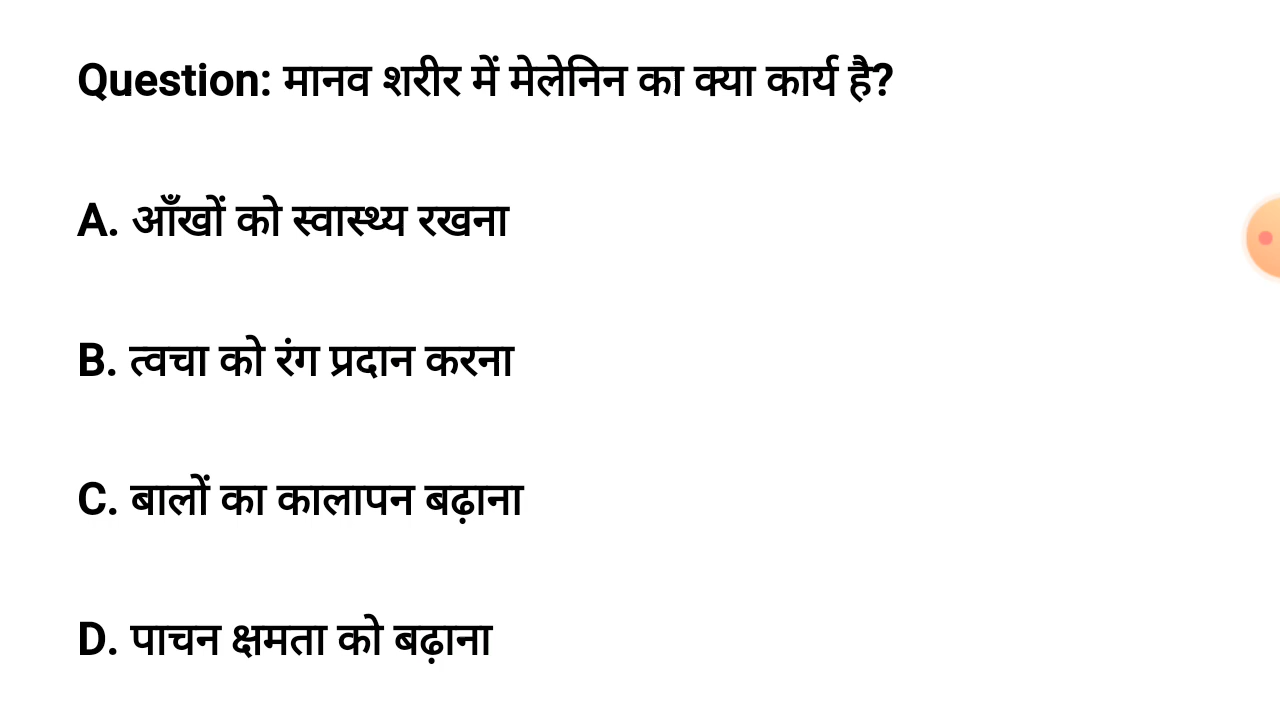 Question: मानव शरीर में मेलेनिन का क्या कार्य है?
A. आँखों को स्वास्थ्य रखना
B. त्वचा को रंग प्रदान करना
C. बालों का कालापन बढ़ाना
D. पाचन क्षमता को बढ़ाना